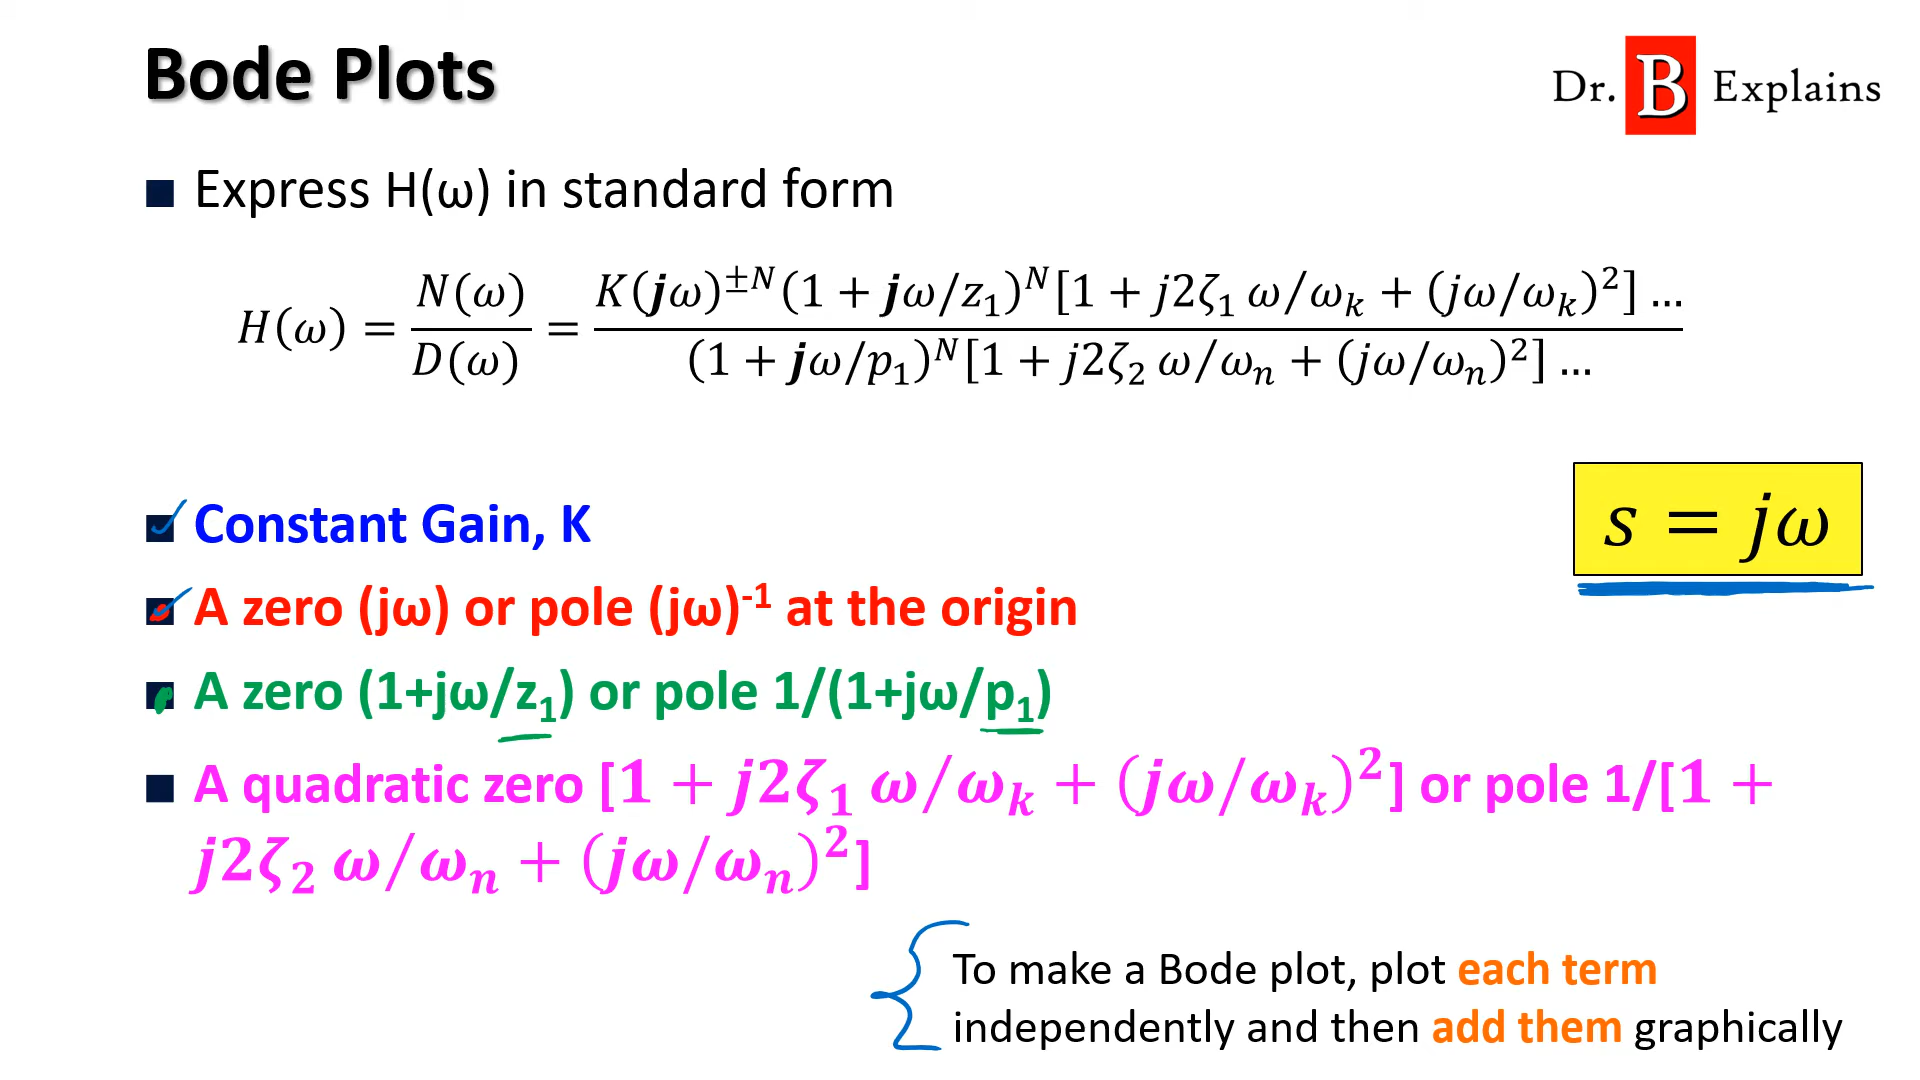 Bode Plots
Dr. B Explains
Express H(ω) in standard form
H(ω) = N(ω)/D(ω) = K(jω)^{±N}(1 + jω/z₁)^N[1 + j2ζ₁ ω/ω_k + (jω/ω_k)²] … / (1 + jω/p₁)^N[1 + j2ζ₂ ω/ω_n + (jω/ω_n)²] …
Constant Gain, K
s = jω
A zero (jω) or pole (jω)⁻¹ at the origin
A zero (1+jω/z₁) or pole 1/(1+jω/p₁)
A quadratic zero [1 + j2ζ₁ ω/ω_k + (jω/ω_k)²] or pole 1/[1 +
j2ζ₂ ω/ω_n + (jω/ω_n)²]
To make a Bode plot, plot each term
independently and then add them graphically